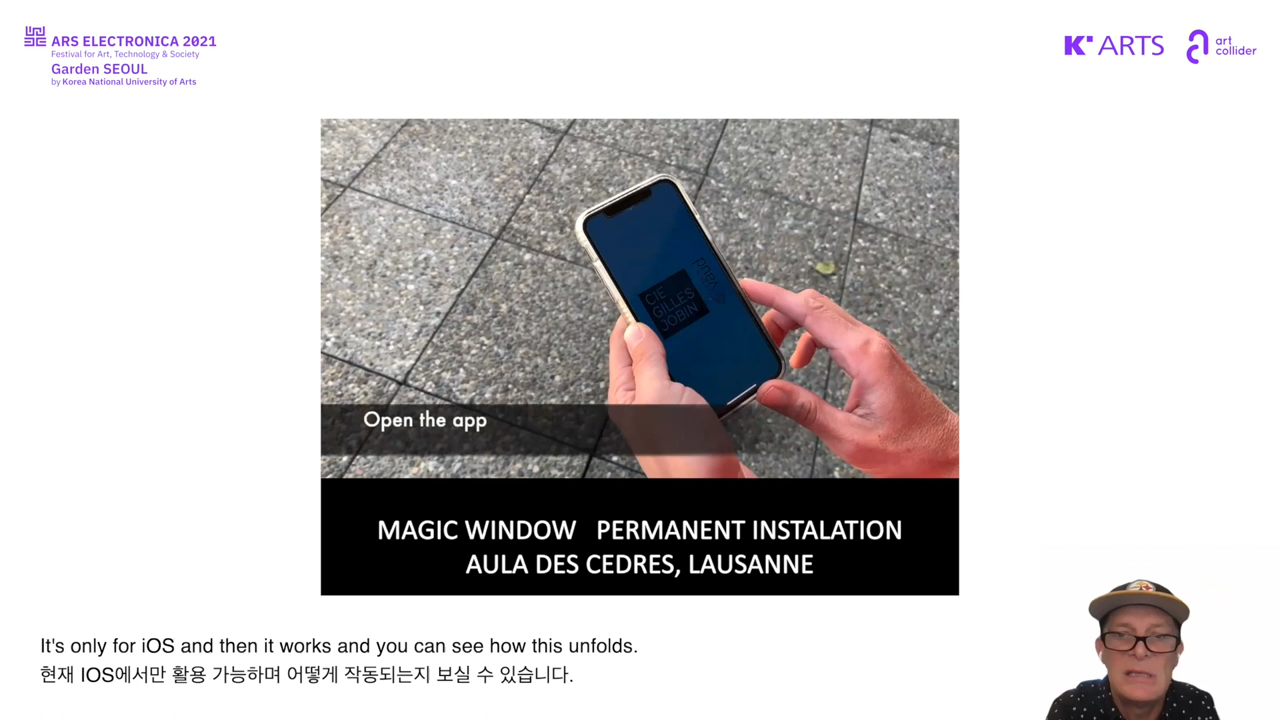 ARS ELECTRONICA 2021
Festival for Art, Technology & Society
Garden SEOUL
by Korea National University of Arts
K ARTS
art
collider
vaud
CIE
GILLES
JOBIN
Open the app
MAGIC WINDOW PERMANENT INSTALATION
AULA DES CEDRES, LAUSANNE
It's only for iOS and then it works and you can see how this unfolds.
현재 IOS에서만 활용 가능하며 어떻게 작동되는지 보실 수 있습니다.